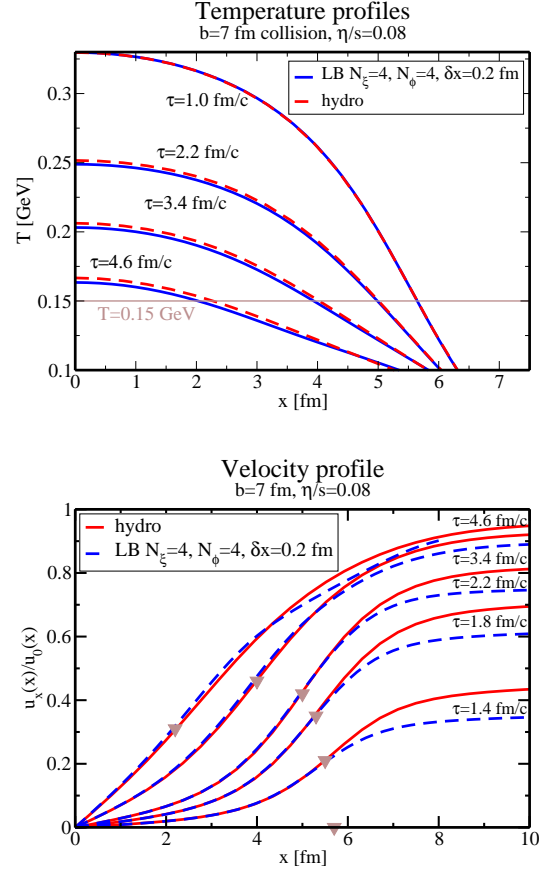 Temperature profiles
b=7 fm collision, η/s=0.08
LB N_ξ=4, N_ϕ=4, δx=0.2 fm
hydro
τ=1.0 fm/c
τ=2.2 fm/c
τ=3.4 fm/c
τ=4.6 fm/c
T=0.15 GeV
T [GeV]
0.3
0.25
0.2
0.15
0.1
0 1 2 3 4 5 6 7
x [fm]
Velocity profile
b=7 fm, η/s=0.08
hydro
LB N_ξ=4, N_ϕ=4, δx=0.2 fm
τ=4.6 fm/c
τ=3.4 fm/c
τ=2.2 fm/c
τ=1.8 fm/c
τ=1.4 fm/c
u_x(x)/u_0(x)
1
0.8
0.6
0.4
0.2
0
0 2 4 6 8 10
x [fm]